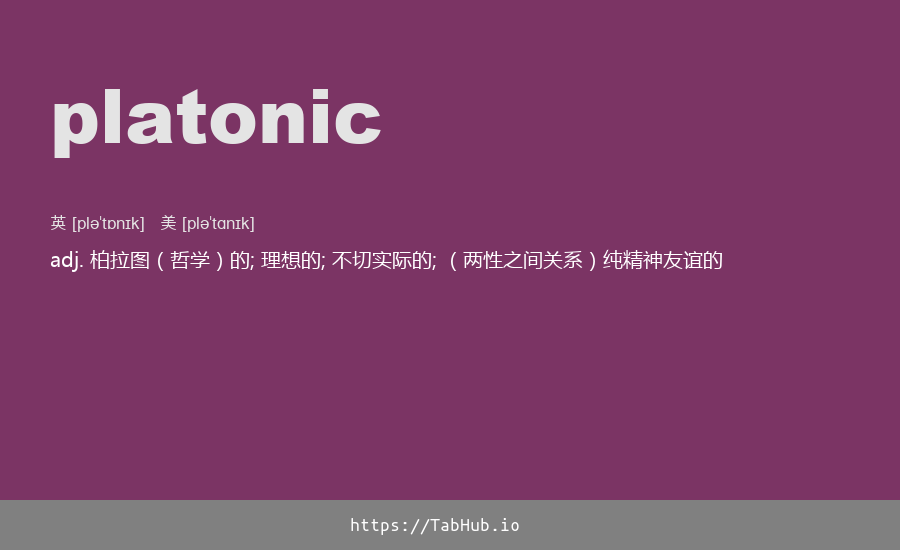 platonic
英 [plə'tɒnɪk] 美 [plə'tɑnɪk]
adj. 柏拉图 ( 哲学 ) 的; 理想的; 不切实际的; ( 两性之间关系 ) 纯精神友谊的
https://TabHub.io